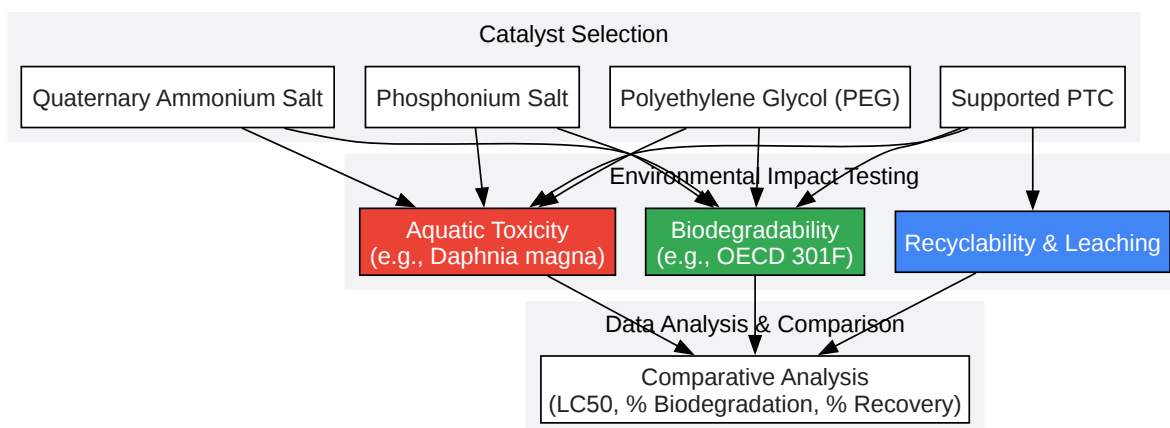 Catalyst Selection
Quaternary Ammonium Salt
Phosphonium Salt
Polyethylene Glycol (PEG)
Supported PTC
Environmental Impact Testing
Aquatic Toxicity
(e.g., Daphnia magna)
Biodegradability
(e.g., OECD 301F)
Recyclability & Leaching
Data Analysis & Comparison
Comparative Analysis
(LC50, % Biodegradation, % Recovery)